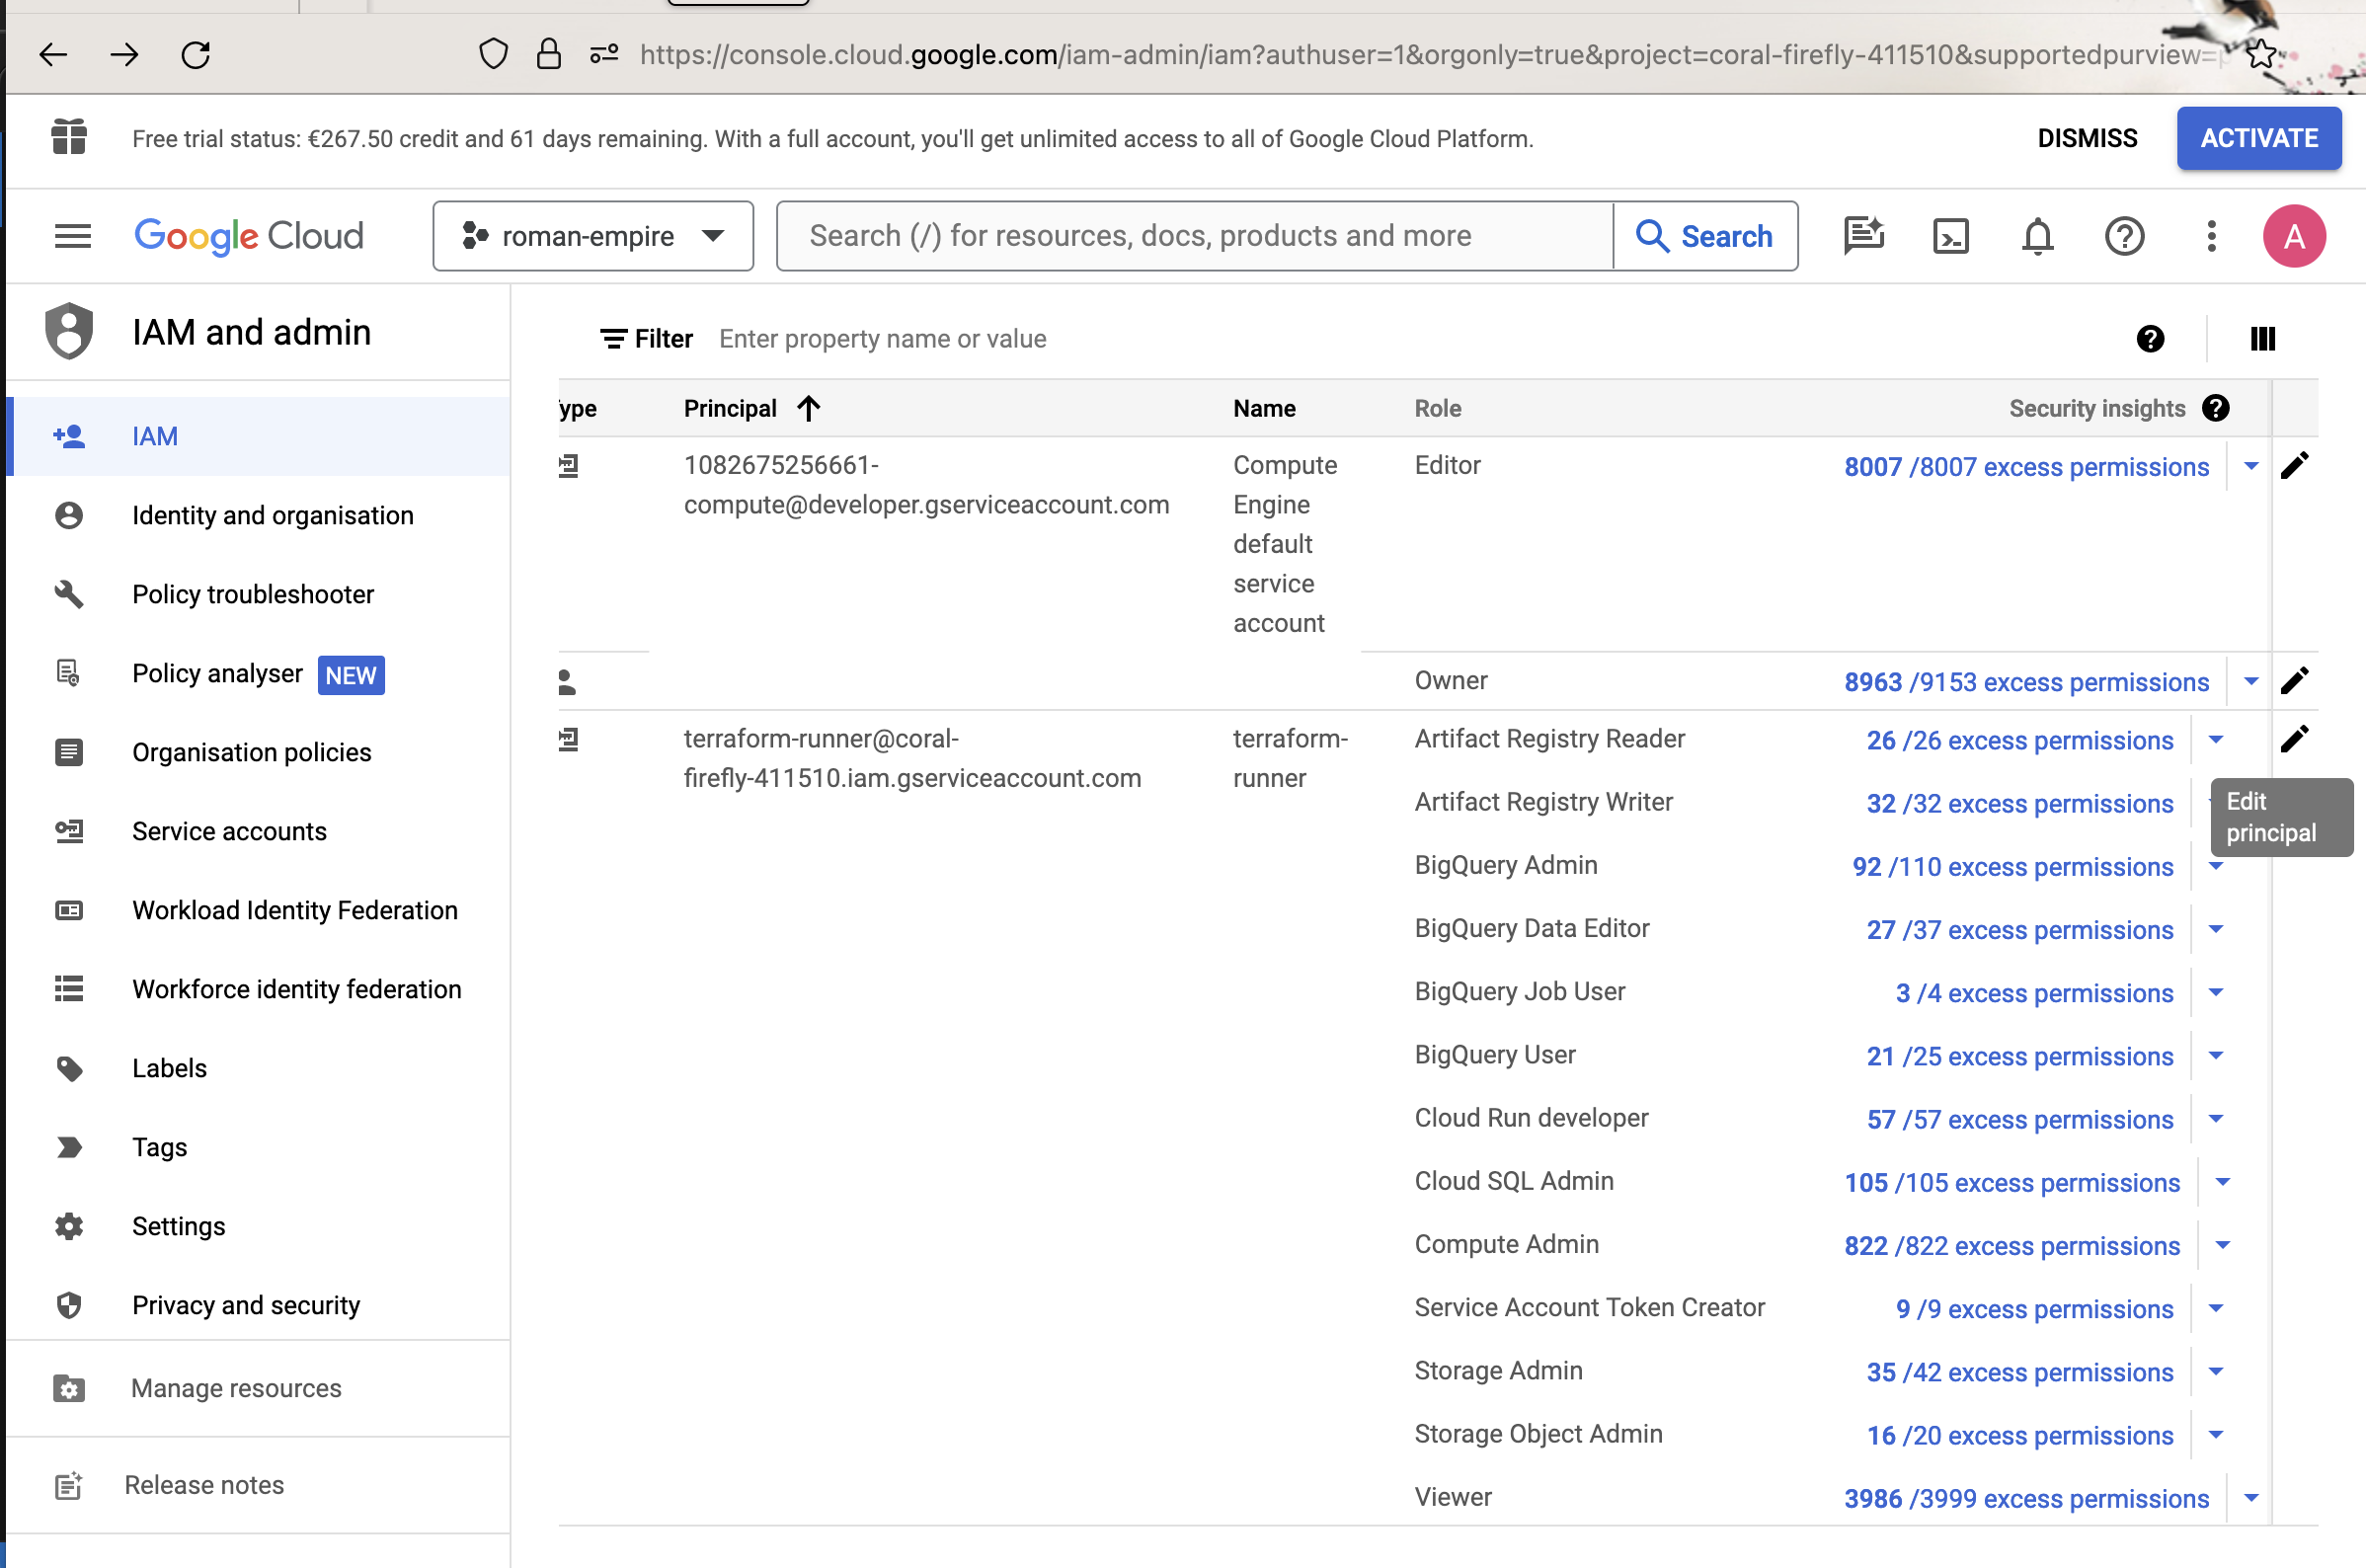 https://console.cloud.google.com/iam-admin/iam?authuser=1&orgonly=true&project=coral-firefly-411510&supportedpurview=
Free trial status: €267.50 credit and 61 days remaining. With a full account, you'll get unlimited access to all of Google Cloud Platform.
DISMISS
ACTIVATE
Google Cloud
roman-empire
Search (/) for resources, docs, products and more
Search
A
IAM and admin
IAM
Identity and organisation
Policy troubleshooter
Policy analyser NEW
Organisation policies
Service accounts
Workload Identity Federation
Workforce identity federation
Labels
Tags
Settings
Privacy and security
Manage resources
Release notes
Filter Enter property name or value
ype Principal Name Role Security insights
1082675256661-
compute@developer.gserviceaccount.com
Compute
Engine
default
service
account
Editor
8007 /8007 excess permissions
Owner
8963 /9153 excess permissions
terraform-runner@coral-
firefly-411510.iam.gserviceaccount.com
terraform-
runner
Artifact Registry Reader 26 /26 excess permissions
Edit
principal
Artifact Registry Writer 32 /32 excess permissions
BigQuery Admin 92 /110 excess permissions
BigQuery Data Editor 27 /37 excess permissions
BigQuery Job User 3 /4 excess permissions
BigQuery User 21 /25 excess permissions
Cloud Run developer 57 /57 excess permissions
Cloud SQL Admin 105 /105 excess permissions
Compute Admin 822 /822 excess permissions
Service Account Token Creator 9 /9 excess permissions
Storage Admin 35 /42 excess permissions
Storage Object Admin 16 /20 excess permissions
Viewer 3986 /3999 excess permissions